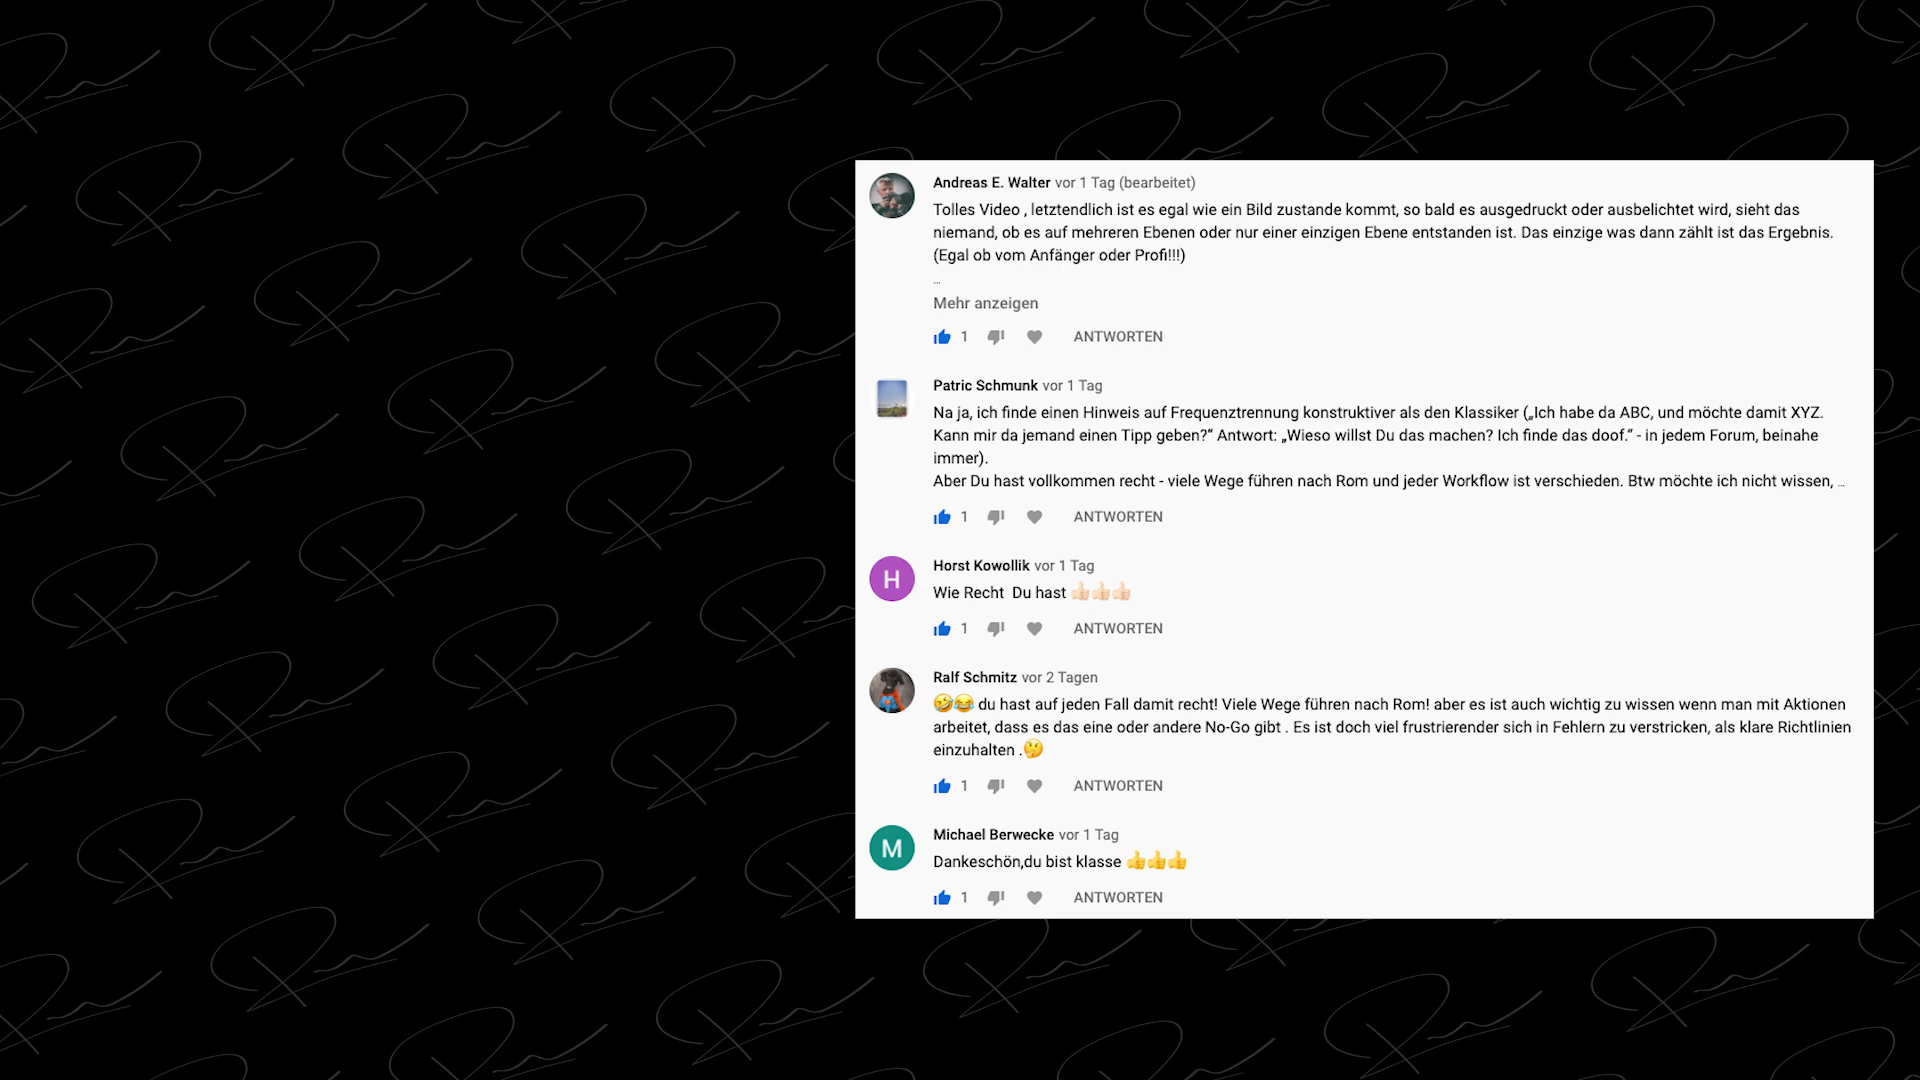 Andreas E. Walter vor 1 Tag (bearbeitet)
Tolles Video , letztendlich ist es egal wie ein Bild zustande kommt, so bald es ausgedruckt oder ausbelichtet wird, sieht das
niemand, ob es auf mehreren Ebenen oder nur einer einzigen Ebene entstanden ist. Das einzige was dann zählt ist das Ergebnis.
(Egal ob vom Anfänger oder Profi!!!)
...
Mehr anzeigen
1 ANTWORTEN
Patric Schmunk vor 1 Tag
Na ja, ich finde einen Hinweis auf Frequenztrennung konstruktiver als den Klassiker („Ich habe da ABC, und möchte damit XYZ.
Kann mir da jemand einen Tipp geben?“ Antwort: „Wieso willst Du das machen? Ich finde das doof.“ - in jedem Forum, beinahe
immer).
Aber Du hast vollkommen recht - viele Wege führen nach Rom und jeder Workflow ist verschieden. Btw möchte ich nicht wissen, ...
1 ANTWORTEN
H
Horst Kowollik vor 1 Tag
Wie Recht  Du hast 👍🏻👍🏻👍🏻
1 ANTWORTEN
Ralf Schmitz vor 2 Tagen
🤣😂 du hast auf jeden Fall damit recht! Viele Wege führen nach Rom! aber es ist auch wichtig zu wissen wenn man mit Aktionen
arbeitet, dass es das eine oder andere No-Go gibt . Es ist doch viel frustrierender sich in Fehlern zu verstricken, als klare Richtlinien
einzuhalten .🤔
1 ANTWORTEN
M
Michael Berwecke vor 1 Tag
Dankeschön,du bist klasse 👍👍👍
1 ANTWORTEN